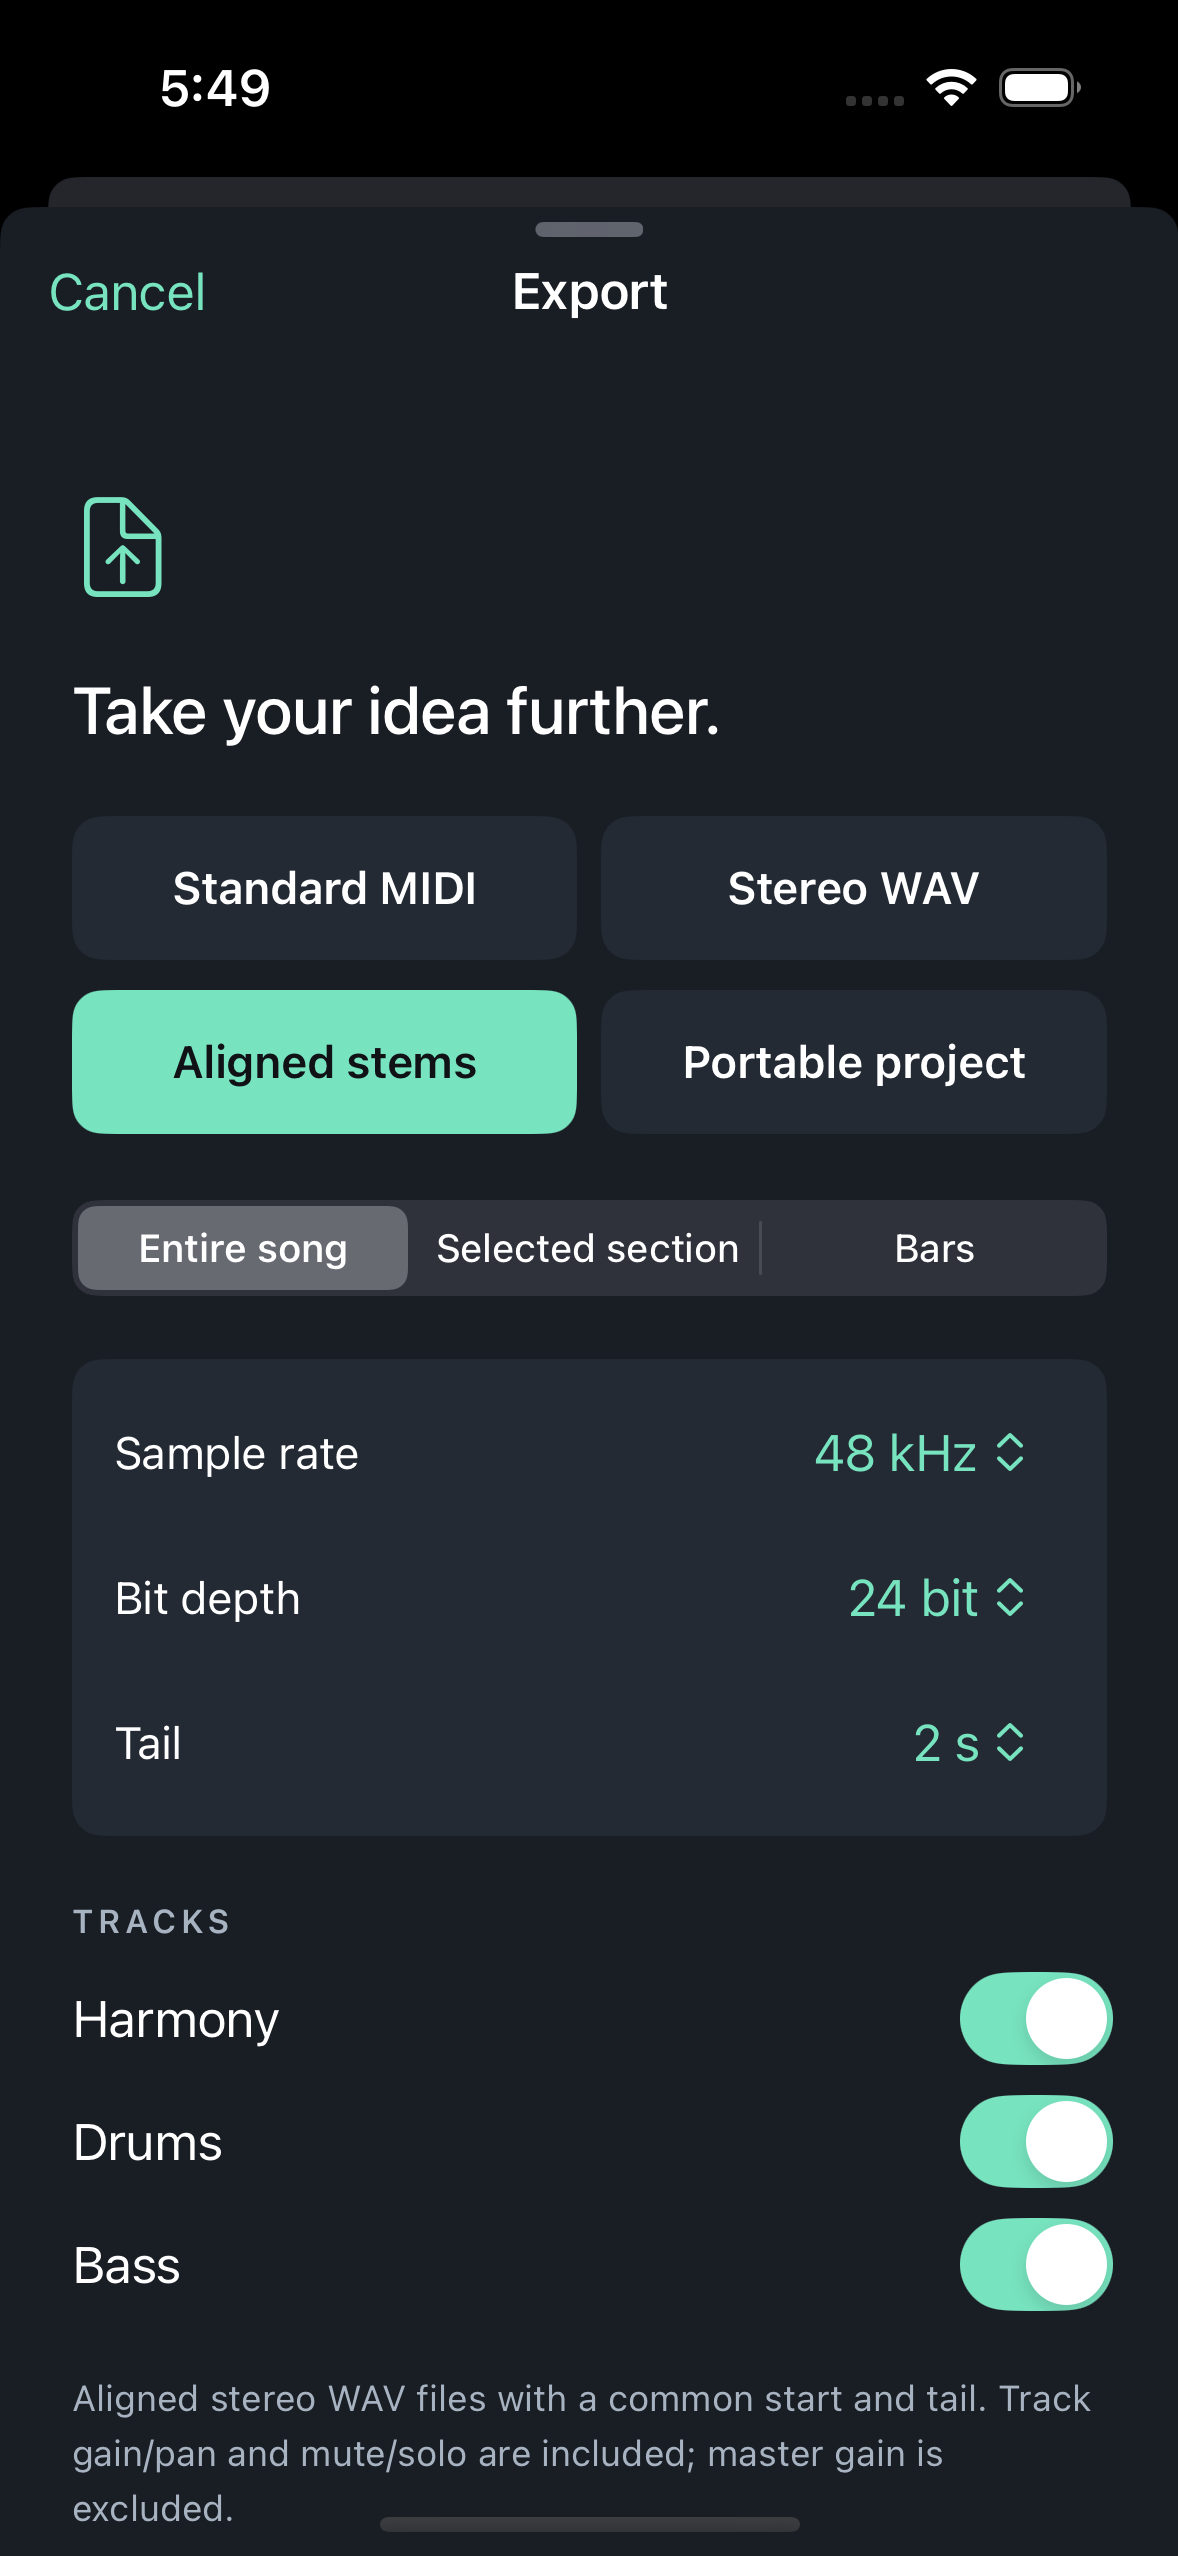 5:49
Cancel
Export
Take your idea further.
Standard MIDI
Stereo WAV
Aligned stems
Portable project
Entire song
Selected section
Bars
Sample rate
48 kHz
Bit depth
24 bit
Tail
2 s
TRACKS
Harmony
Drums
Bass
Aligned stereo WAV files with a common start and tail. Track
gain/pan and mute/solo are included; master gain is
excluded.